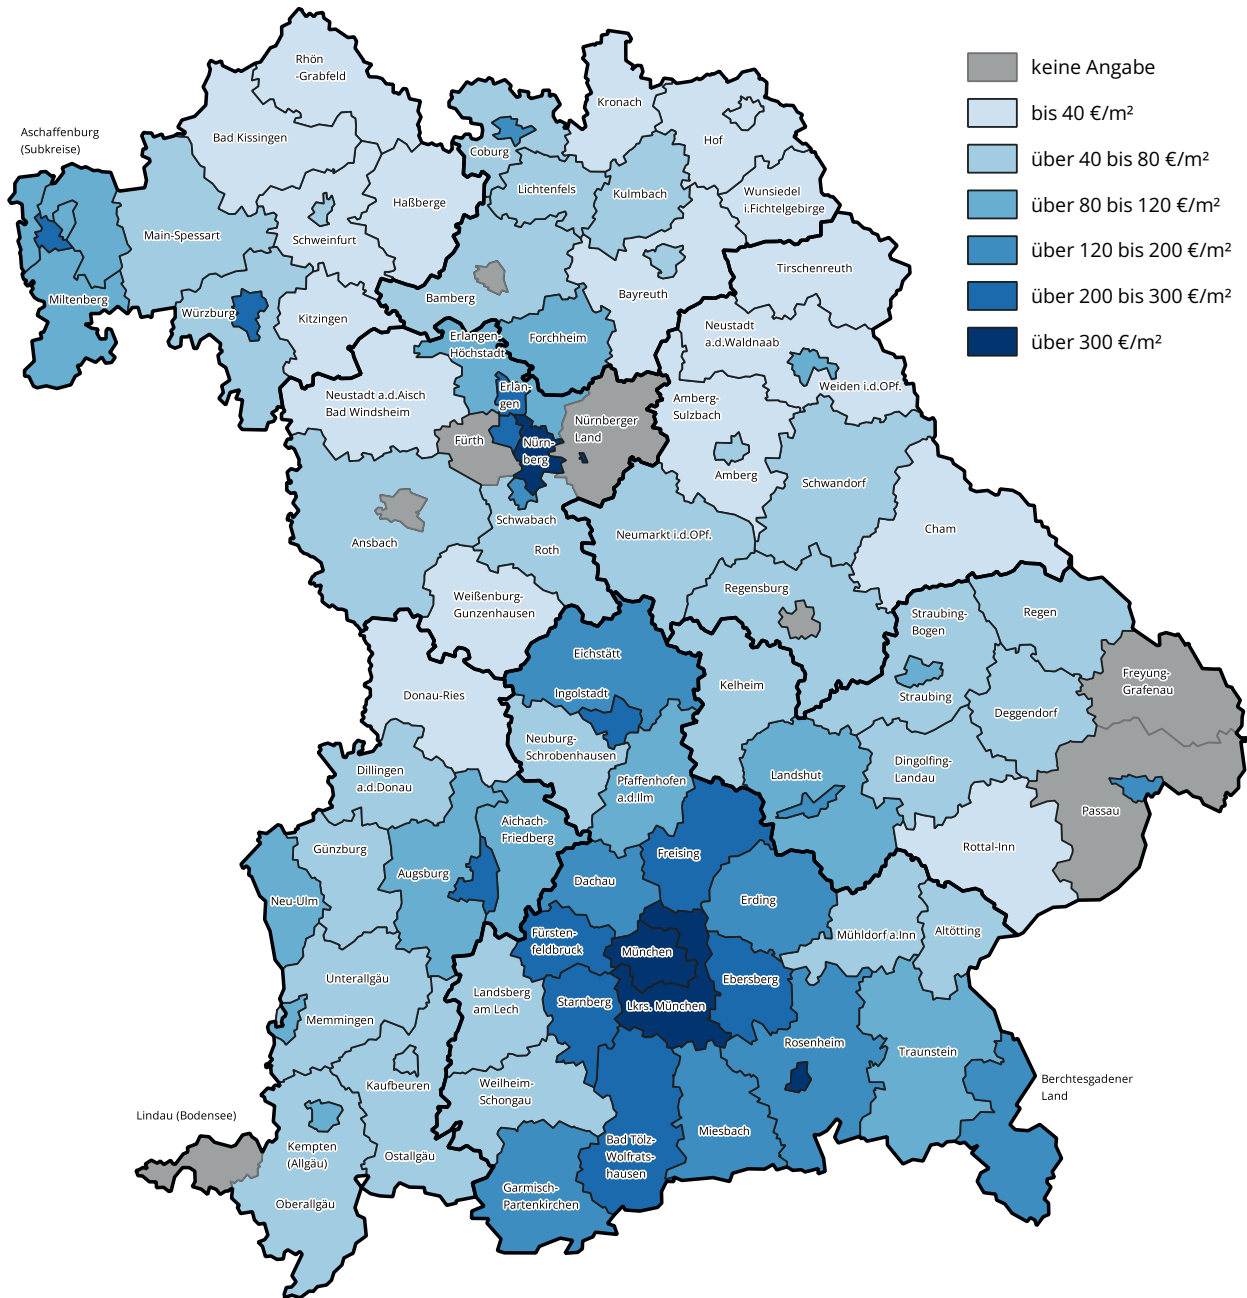 keine Angabe
bis 40 €/m²
über 40 bis 80 €/m²
über 80 bis 120 €/m²
über 120 bis 200 €/m²
über 200 bis 300 €/m²
über 300 €/m²
Rhön
-Grabfeld
Bad Kissingen
Aschaffenburg
(Subkreise)
Kronach
Hof
Coburg
Lichtenfels
Kulmbach
Wunsiedel
i.Fichtelgebirge
Haßberge
Main-Spessart
Schweinfurt
Tirschenreuth
Miltenberg
Würzburg
Kitzingen
Bamberg
Bayreuth
Erlangen-
Höchstadt
Forchheim
Neustadt
a.d.Waldnaab
Weiden i.d.OPf.
Neustadt a.d.Aisch
Bad Windsheim
Erlan-
gen
Amberg-
Sulzbach
Fürth
Nürn-
berg
Nürnberger
Land
Amberg
Schwandorf
Ansbach
Schwabach
Roth
Neumarkt i.d.OPf.
Cham
Weißenburg-
Gunzenhausen
Regensburg
Straubing-
Bogen
Regen
Eichstätt
Ingolstadt
Kelheim
Straubing
Deggendorf
Freyung-
Grafenau
Donau-Ries
Neuburg-
Schrobenhausen
Dillingen
a.d.Donau
Pfaffenhofen
a.d.Ilm
Landshut
Dingolfing-
Landau
Passau
Aichach-
Friedberg
Günzburg
Augsburg
Freising
Rottal-Inn
Neu-Ulm
Dachau
Erding
Fürsten-
feldbruck
München
Mühldorf a.Inn
Altötting
Unterallgäu
Landsberg
am Lech
Starnberg
Lkrs. München
Ebersberg
Memmingen
Rosenheim
Traunstein
Kaufbeuren
Weilheim-
Schongau
Berchtesgadener
Land
Lindau (Bodensee)
Kempten
(Allgäu)
Ostallgäu
Bad Tölz-
Wolfrats-
hausen
Miesbach
Oberallgäu
Garmisch-
Partenkirchen